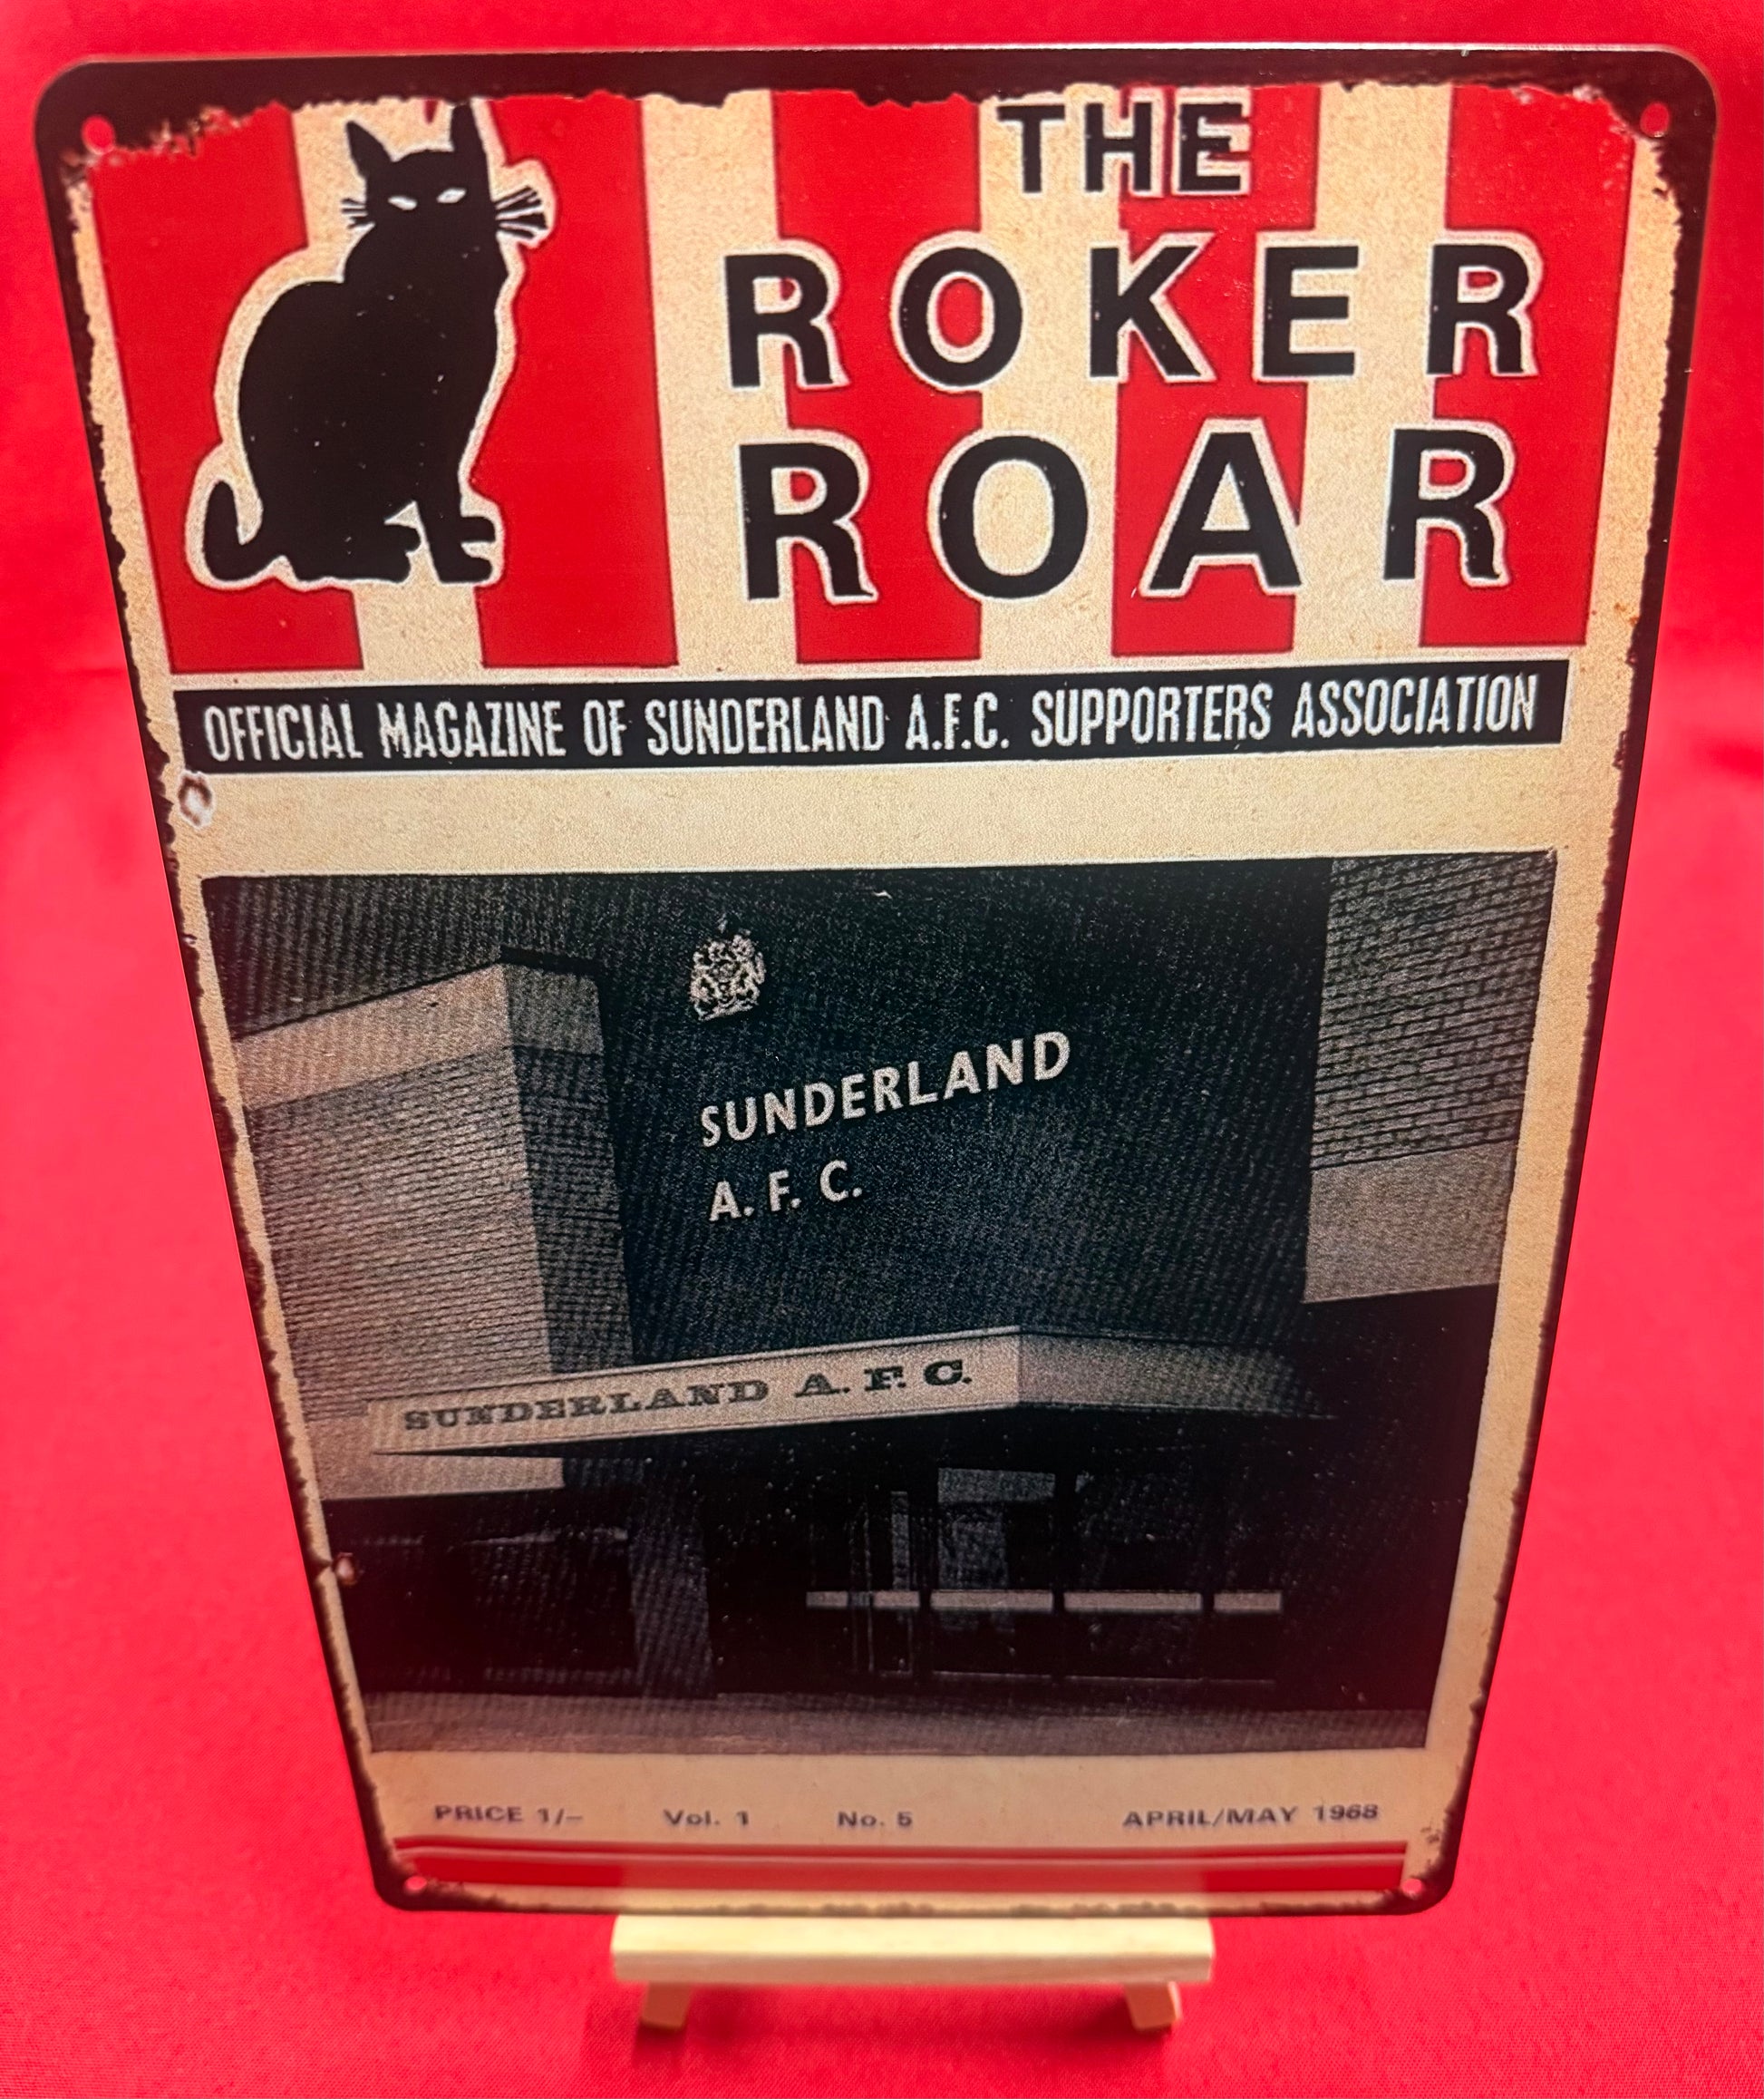 THE
ROKER
ROAR
OFFICIAL MAGAZINE OF SUNDERLAND A.F.C. SUPPORTERS ASSOCIATION
SUNDERLAND
A. F. C.
SUNDERLAND A. F. C.
PRICE 1/– Vol. 1 No. 5 APRIL/MAY 1968